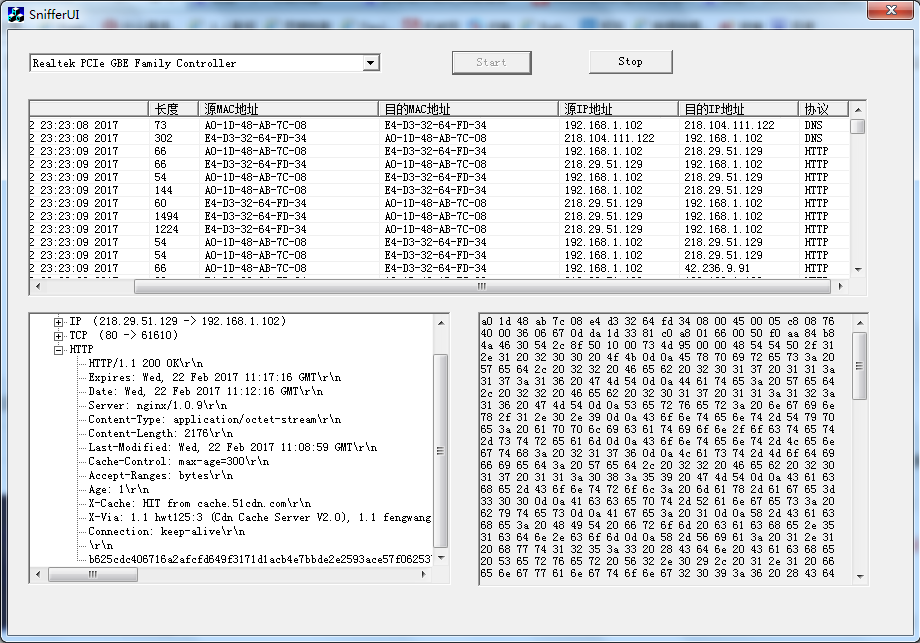 SnifferUI
Realtek PCIe GBE Family Controller
Start
Stop
长度 源MAC地址 目的MAC地址 源IP地址 目的IP地址 协议
2 23:23:08 2017 73 A0-1D-48-AB-7C-08 E4-D3-32-64-FD-34 192.168.1.102 218.104.111.122 DNS
2 23:23:08 2017 302 E4-D3-32-64-FD-34 A0-1D-48-AB-7C-08 218.104.111.122 192.168.1.102 DNS
2 23:23:09 2017 66 A0-1D-48-AB-7C-08 E4-D3-32-64-FD-34 192.168.1.102 218.29.51.129 HTTP
2 23:23:09 2017 66 E4-D3-32-64-FD-34 A0-1D-48-AB-7C-08 218.29.51.129 192.168.1.102 HTTP
2 23:23:09 2017 54 A0-1D-48-AB-7C-08 E4-D3-32-64-FD-34 192.168.1.102 218.29.51.129 HTTP
2 23:23:09 2017 144 A0-1D-48-AB-7C-08 E4-D3-32-64-FD-34 192.168.1.102 218.29.51.129 HTTP
2 23:23:09 2017 60 E4-D3-32-64-FD-34 A0-1D-48-AB-7C-08 218.29.51.129 192.168.1.102 HTTP
2 23:23:09 2017 1494 E4-D3-32-64-FD-34 A0-1D-48-AB-7C-08 218.29.51.129 192.168.1.102 HTTP
2 23:23:09 2017 1224 E4-D3-32-64-FD-34 A0-1D-48-AB-7C-08 218.29.51.129 192.168.1.102 HTTP
2 23:23:09 2017 54 A0-1D-48-AB-7C-08 E4-D3-32-64-FD-34 192.168.1.102 218.29.51.129 HTTP
2 23:23:09 2017 54 A0-1D-48-AB-7C-08 E4-D3-32-64-FD-34 192.168.1.102 218.29.51.129 HTTP
2 23:23:09 2017 66 A0-1D-48-AB-7C-08 E4-D3-32-64-FD-34 192.168.1.102 42.236.9.91 HTTP
IP (218.29.51.129 -> 192.168.1.102)
TCP (80 -> 61610)
HTTP
HTTP/1.1 200 OK\r\n
Expires: Wed, 22 Feb 2017 11:17:16 GMT\r\n
Date: Wed, 22 Feb 2017 11:12:16 GMT\r\n
Server: nginx/1.0.9\r\n
Content-Type: application/octet-stream\r\n
Content-Length: 2176\r\n
Last-Modified: Wed, 22 Feb 2017 11:08:59 GMT\r\n
Cache-Control: max-age=300\r\n
Accept-Ranges: bytes\r\n
Age: 1\r\n
X-Cache: HIT from cache.51cdn.com\r\n
X-Via: 1.1 hwt125:3 (Cdn Cache Server V2.0), 1.1 fengwang
Connection: keep-alive\r\n
\r\n
b625cdc406716a2afcfd649f3171d1acb4e7bbde2e2593ace57f06253
a0 1d 48 ab 7c 08 e4 d3 32 64 fd 34 08 00 45 00 05 c8 08 76
40 00 36 06 67 0d da 1d 33 81 c0 a8 01 66 00 50 f0 aa 84 b8
4a 46 30 54 2c 8f 50 10 00 73 4d 95 00 00 48 54 54 50 2f 31
2e 31 20 32 30 30 20 4f 4b 0d 0a 45 78 70 69 72 65 73 3a 20
57 65 64 2c 20 32 32 20 46 65 62 20 32 30 31 37 20 31 31 3a
31 37 3a 31 36 20 47 4d 54 0d 0a 44 61 74 65 3a 20 57 65 64
2c 20 32 32 20 46 65 62 20 32 30 31 37 20 31 31 3a 31 32 3a
31 36 20 47 4d 54 0d 0a 53 65 72 76 65 72 3a 20 6e 67 69 6e
78 2f 31 2e 30 2e 39 0d 0a 43 6f 6e 74 65 6e 74 2d 54 79 70
65 3a 20 61 70 70 6c 69 63 61 74 69 6f 6e 2f 6f 63 74 65 74
2d 73 74 72 65 61 6d 0d 0a 43 6f 6e 74 65 6e 74 2d 4c 65 6e
67 74 68 3a 20 32 31 37 36 0d 0a 4c 61 73 74 2d 4d 6f 64 69
66 69 65 64 3a 20 57 65 64 2c 20 32 32 20 46 65 62 20 32 30
31 37 20 31 31 3a 30 38 3a 35 39 20 47 4d 54 0d 0a 43 61 63
68 65 2d 43 6f 6e 74 72 6f 6c 3a 20 6d 61 78 2d 61 67 65 3d
33 30 30 0d 0a 41 63 63 65 70 74 2d 52 61 6e 67 65 73 3a 20
62 79 74 65 73 0d 0a 41 67 65 3a 20 31 0d 0a 58 2d 43 61 63
68 65 3a 20 48 49 54 20 66 72 6f 6d 20 63 61 63 68 65 2e 35
31 63 64 6e 2e 63 6f 6d 0d 0a 58 2d 56 69 61 3a 20 31 2e 31
20 68 77 74 31 32 35 3a 33 20 28 43 64 6e 20 43 61 63 68 65
20 53 65 72 76 65 72 20 56 32 2e 30 29 2c 20 31 2e 31 20 66
65 6e 67 77 61 6e 67 74 6f 6e 67 32 30 39 3a 36 20 28 43 64